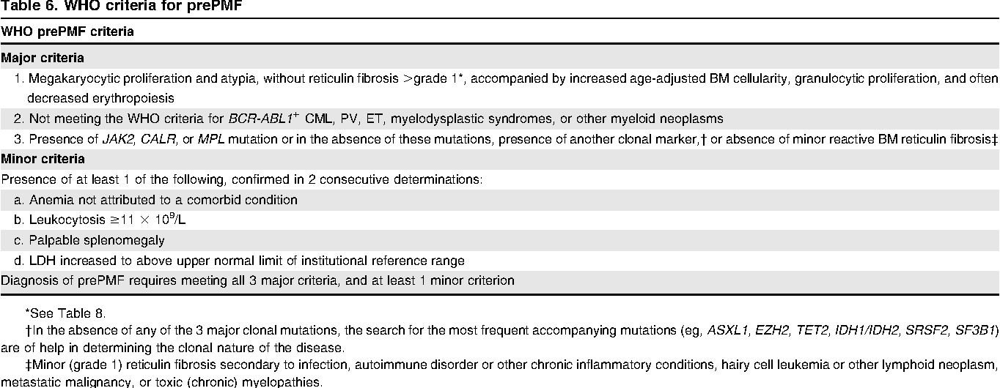 Table 6. WHO criteria for prePMF
WHO prePMF criteria
Major criteria
1. Megakaryocytic proliferation and atypia, without reticulin fibrosis >grade 1*, accompanied by increased age-adjusted BM cellularity, granulocytic proliferation, and often
decreased erythropoiesis
2. Not meeting the WHO criteria for BCR-ABL1⁺ CML, PV, ET, myelodysplastic syndromes, or other myeloid neoplasms
3. Presence of JAK2, CALR, or MPL mutation or in the absence of these mutations, presence of another clonal marker,† or absence of minor reactive BM reticulin fibrosis‡
Minor criteria
Presence of at least 1 of the following, confirmed in 2 consecutive determinations:
a. Anemia not attributed to a comorbid condition
b. Leukocytosis ≥11 × 10⁹/L
c. Palpable splenomegaly
d. LDH increased to above upper normal limit of institutional reference range
Diagnosis of prePMF requires meeting all 3 major criteria, and at least 1 minor criterion
*See Table 8.
†In the absence of any of the 3 major clonal mutations, the search for the most frequent accompanying mutations (eg, ASXL1, EZH2, TET2, IDH1/IDH2, SRSF2, SF3B1)
are of help in determining the clonal nature of the disease.
‡Minor (grade 1) reticulin fibrosis secondary to infection, autoimmune disorder or other chronic inflammatory conditions, hairy cell leukemia or other lymphoid neoplasm,
metastatic malignancy, or toxic (chronic) myelopathies.